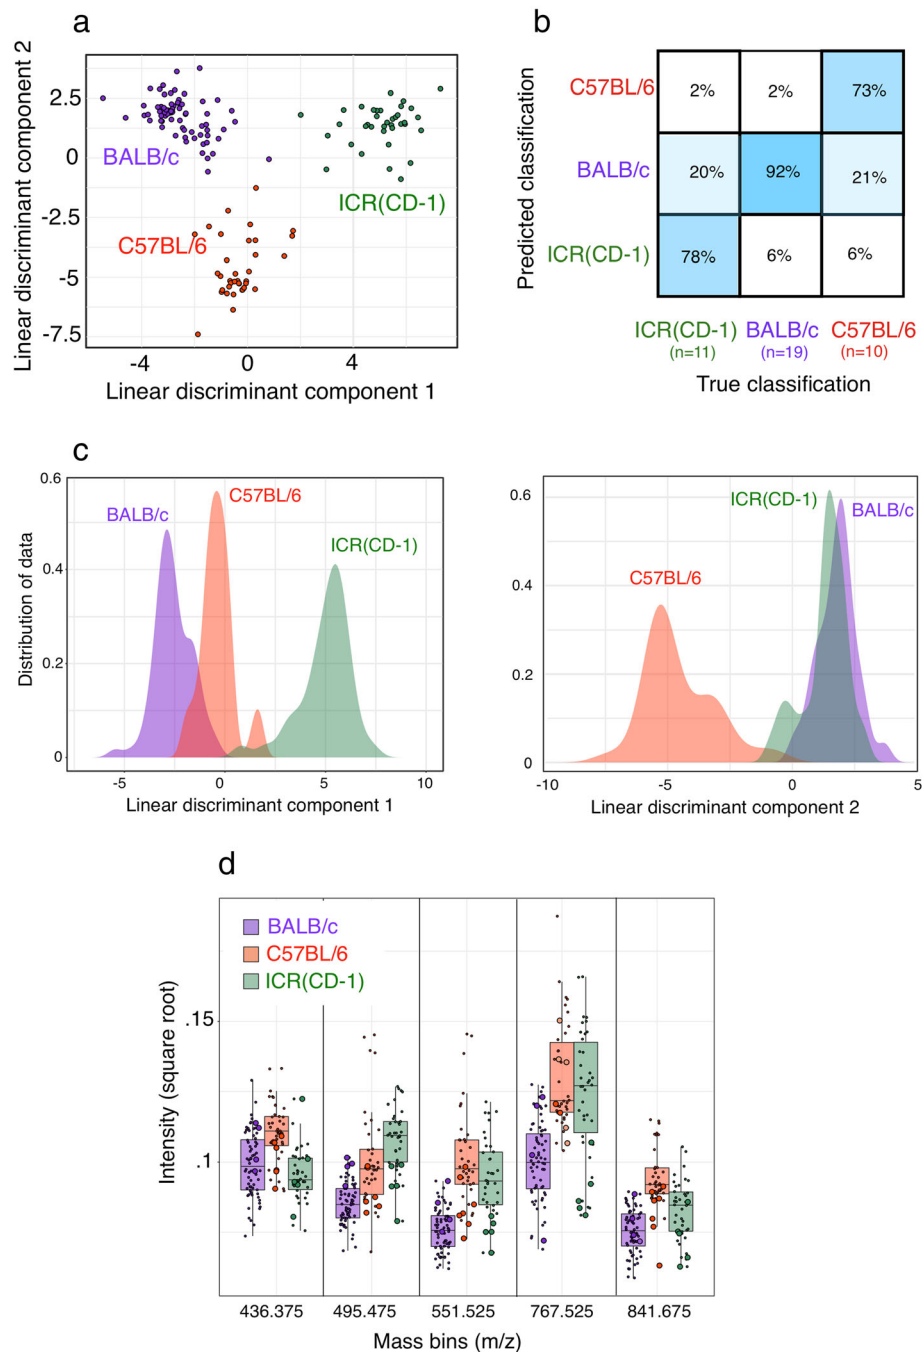 a
Linear discriminant component 2
2.5
0
-2.5
-5
-7.5
BALB/c
ICR(CD-1)
C57BL/6
-4
0
4
Linear discriminant component 1
b
Predicted classification
C57BL/6
2%
2%
73%
BALB/c
20%
92%
21%
ICR(CD-1)
78%
6%
6%
ICR(CD-1)
BALB/c
C57BL/6
(n=11)
(n=19)
(n=10)
True classification
c
Distribution of data
0.6
0.4
0.2
0
BALB/c
C57BL/6
ICR(CD-1)
-5
0
5
10
Linear discriminant component 1
0.6
0.4
0.2
0
ICR(CD-1)
BALB/c
C57BL/6
-10
-5
0
5
Linear discriminant component 2
d
Intensity (square root)
BALB/c
C57BL/6
ICR(CD-1)
.15
.1
436.375
495.475
551.525
767.525
841.675
Mass bins (m/z)